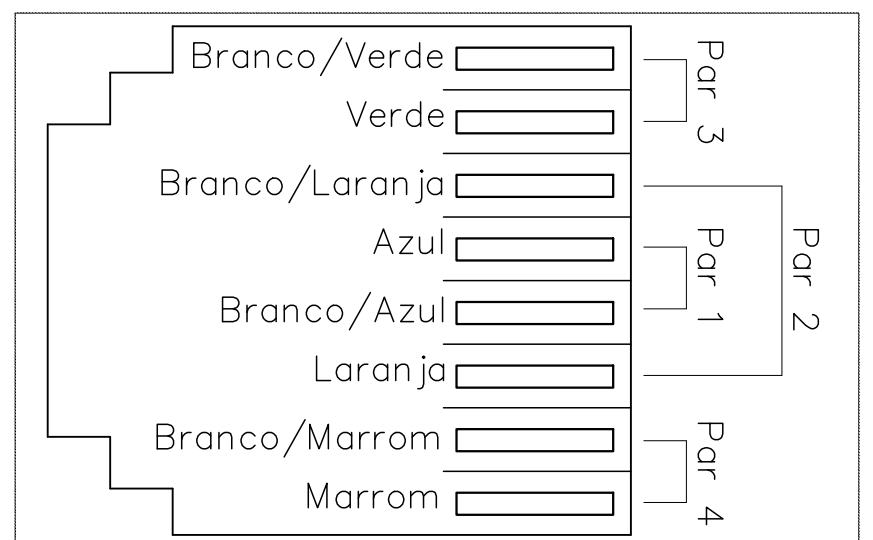 Branco/Verde
Verde
Branco/Laranja
Azul
Branco/Azul
Laranja
Branco/Marrom
Marrom
Par 3
Par 1
Par 2
Par 4